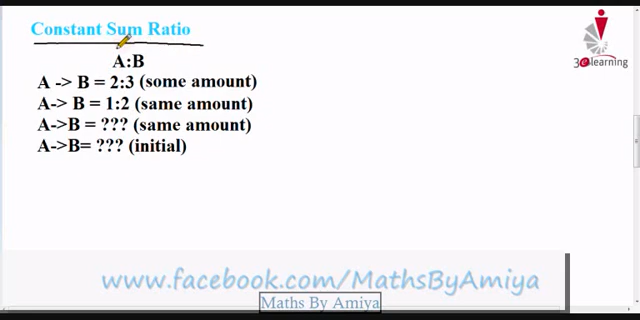 Constant Sum Ratio
3e learning
A:B
A -> B = 2:3 (some amount)
A-> B = 1:2 (same amount)
A->B = ??? (same amount)
A->B= ??? (initial)
www.facebook.com/MathsByAmiya
Maths By Amiya